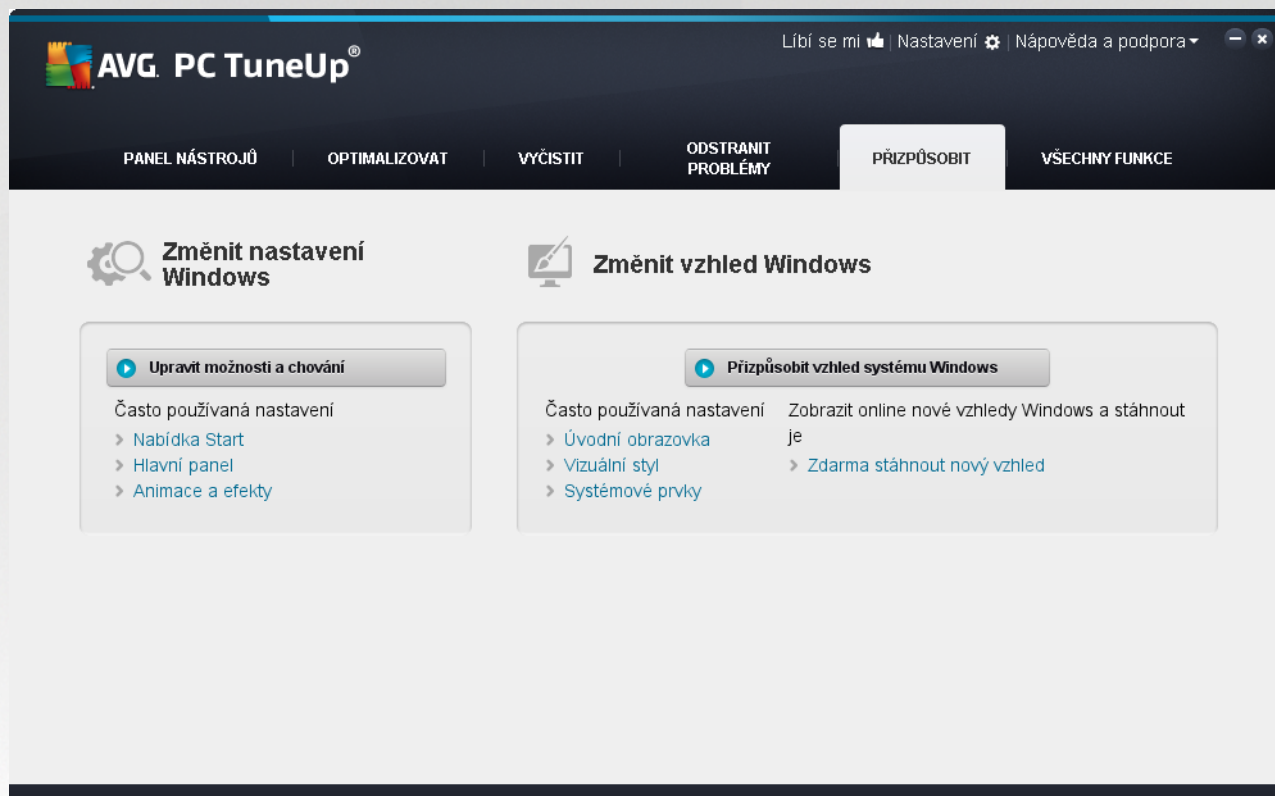 Líbí se mi | Nastavení | Nápověda a podpora
AVG. PC TuneUp®
PANEL NÁSTROJŮ
OPTIMALIZOVAT
VYČISTIT
ODSTRANIT
PROBLÉMY
PŘIZPŮSOBIT
VŠECHNY FUNKCE
Změnit nastavení
Windows
Upravit možnosti a chování
Často používaná nastavení
Nabídka Start
Hlavní panel
Animace a efekty
Změnit vzhled Windows
Přizpůsobit vzhled systému Windows
Často používaná nastavení
Úvodní obrazovka
Vizuální styl
Systémové prvky
Zobrazit online nové vzhledy Windows a stáhnout
je
Zdarma stáhnout nový vzhled